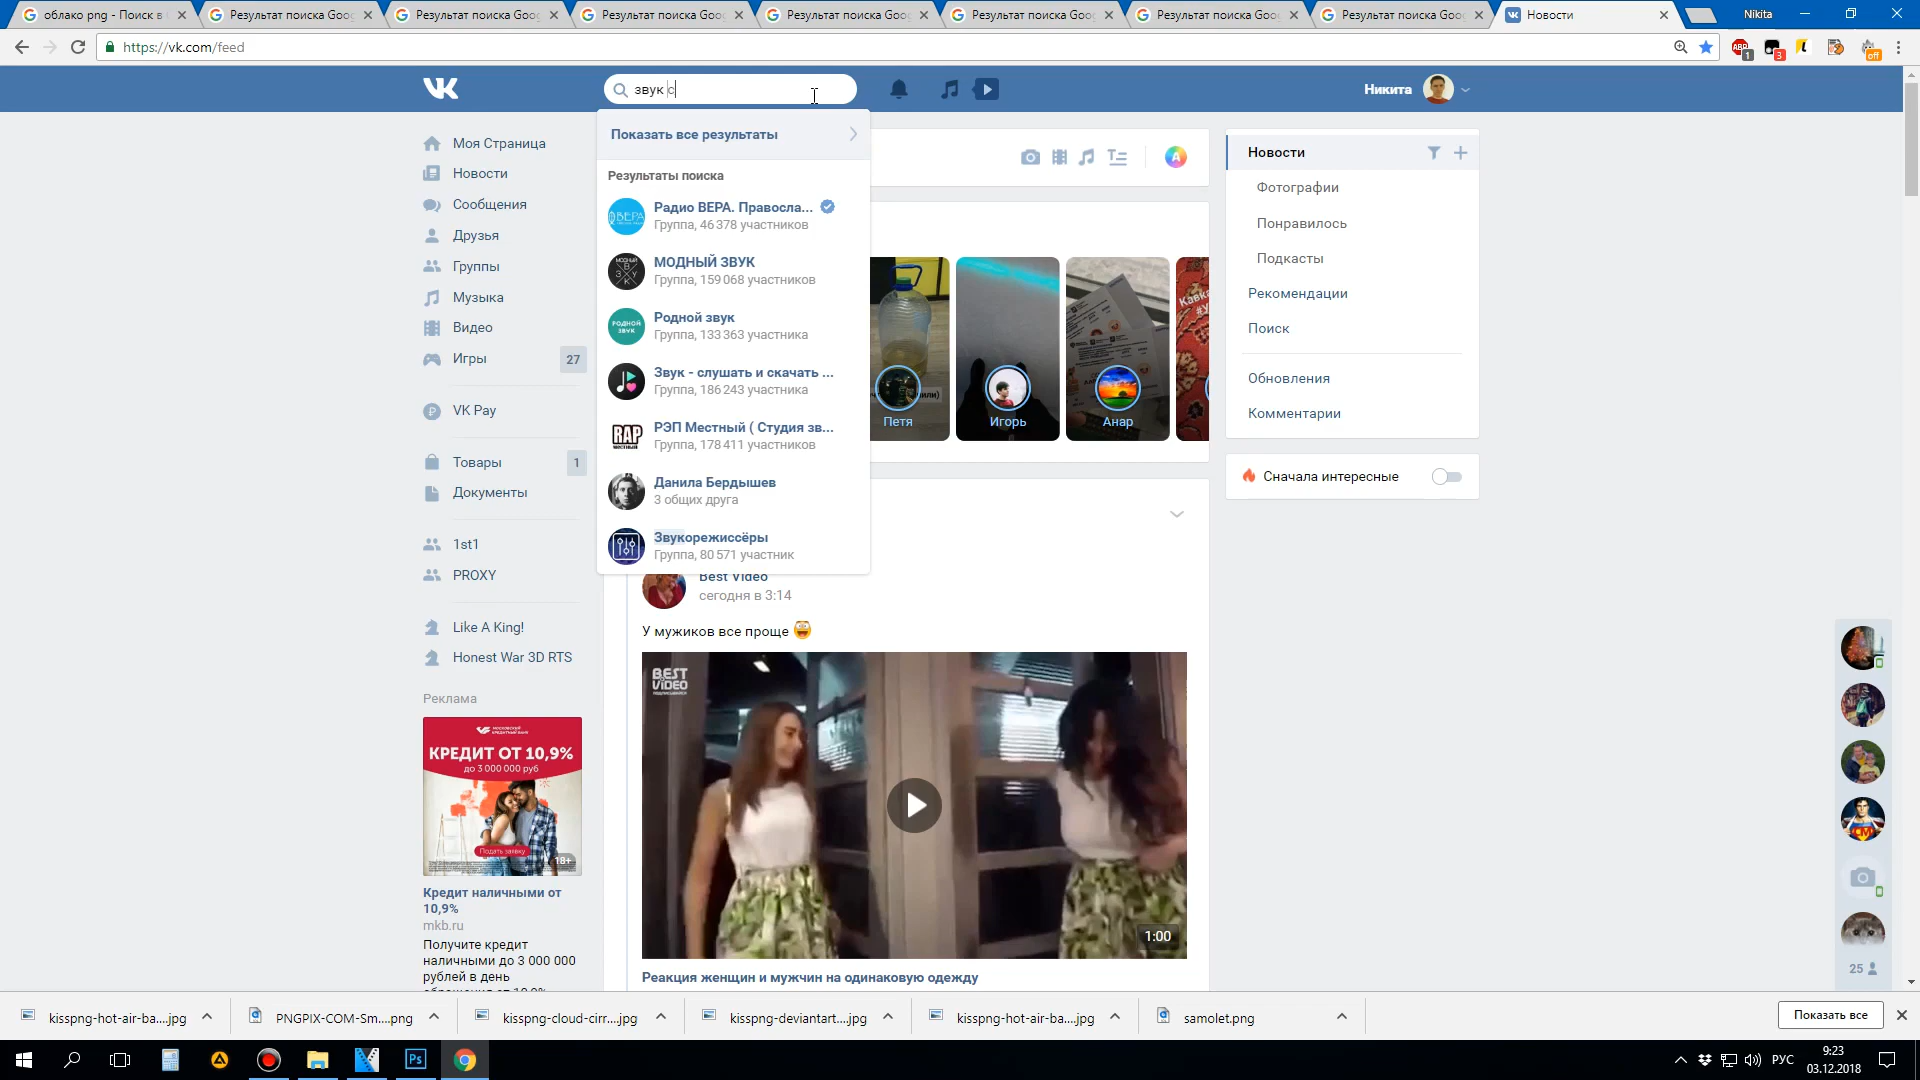 облако png - Поиск в
Результат поиска Goo
Результат поиска Goo
Результат поиска Goo
Результат поиска Goo
Результат поиска Goo
Результат поиска Goo
Результат поиска Goo
Новости
Nikita
https://vk.com/feed
ABP
1
3
off
звук с
Никита
Показать все результаты
Результаты поиска
Радио ВЕРА. Правосла...
Группа, 46 378 участников
МОДНЫЙ ЗВУК
Группа, 159 068 участников
Родной звук
Группа, 133 363 участника
Звук - слушать и скачать ...
Группа, 186 243 участника
РЭП Местный ( Студия зв...
Группа, 178 411 участников
Данила Бердышев
3 общих друга
Звукорежиссёры
Группа, 80 571 участник
Моя Страница
Новости
Сообщения
Друзья
Группы
Музыка
Видео
Игры
27
VK Pay
Товары
1
Документы
1st1
PROXY
Like A King!
Honest War 3D RTS
Реклама
КРЕДИТ ОТ 10,9%
до 3 000 000 руб
Подать заявку
18+
Кредит наличными от
10,9%
mkb.ru
Получите кредит
наличными до 3 000 000
рублей в день
Петя
Игорь
Анар
Best Video
сегодня в 3:14
У мужиков все проще
BEST
VIDEO
1:00
Реакция женщин и мужчин на одинаковую одежду
Новости
Фотографии
Понравилось
Подкасты
Рекомендации
Поиск
Обновления
Комментарии
Сначала интересные
25
kisspng-hot-air-ba....jpg
PNGPIX-COM-Sm....png
kisspng-cloud-cirr....jpg
kisspng-deviantart....jpg
kisspng-hot-air-ba....jpg
samolet.png
Показать все
Ps
РУС
9:23
03.12.2018